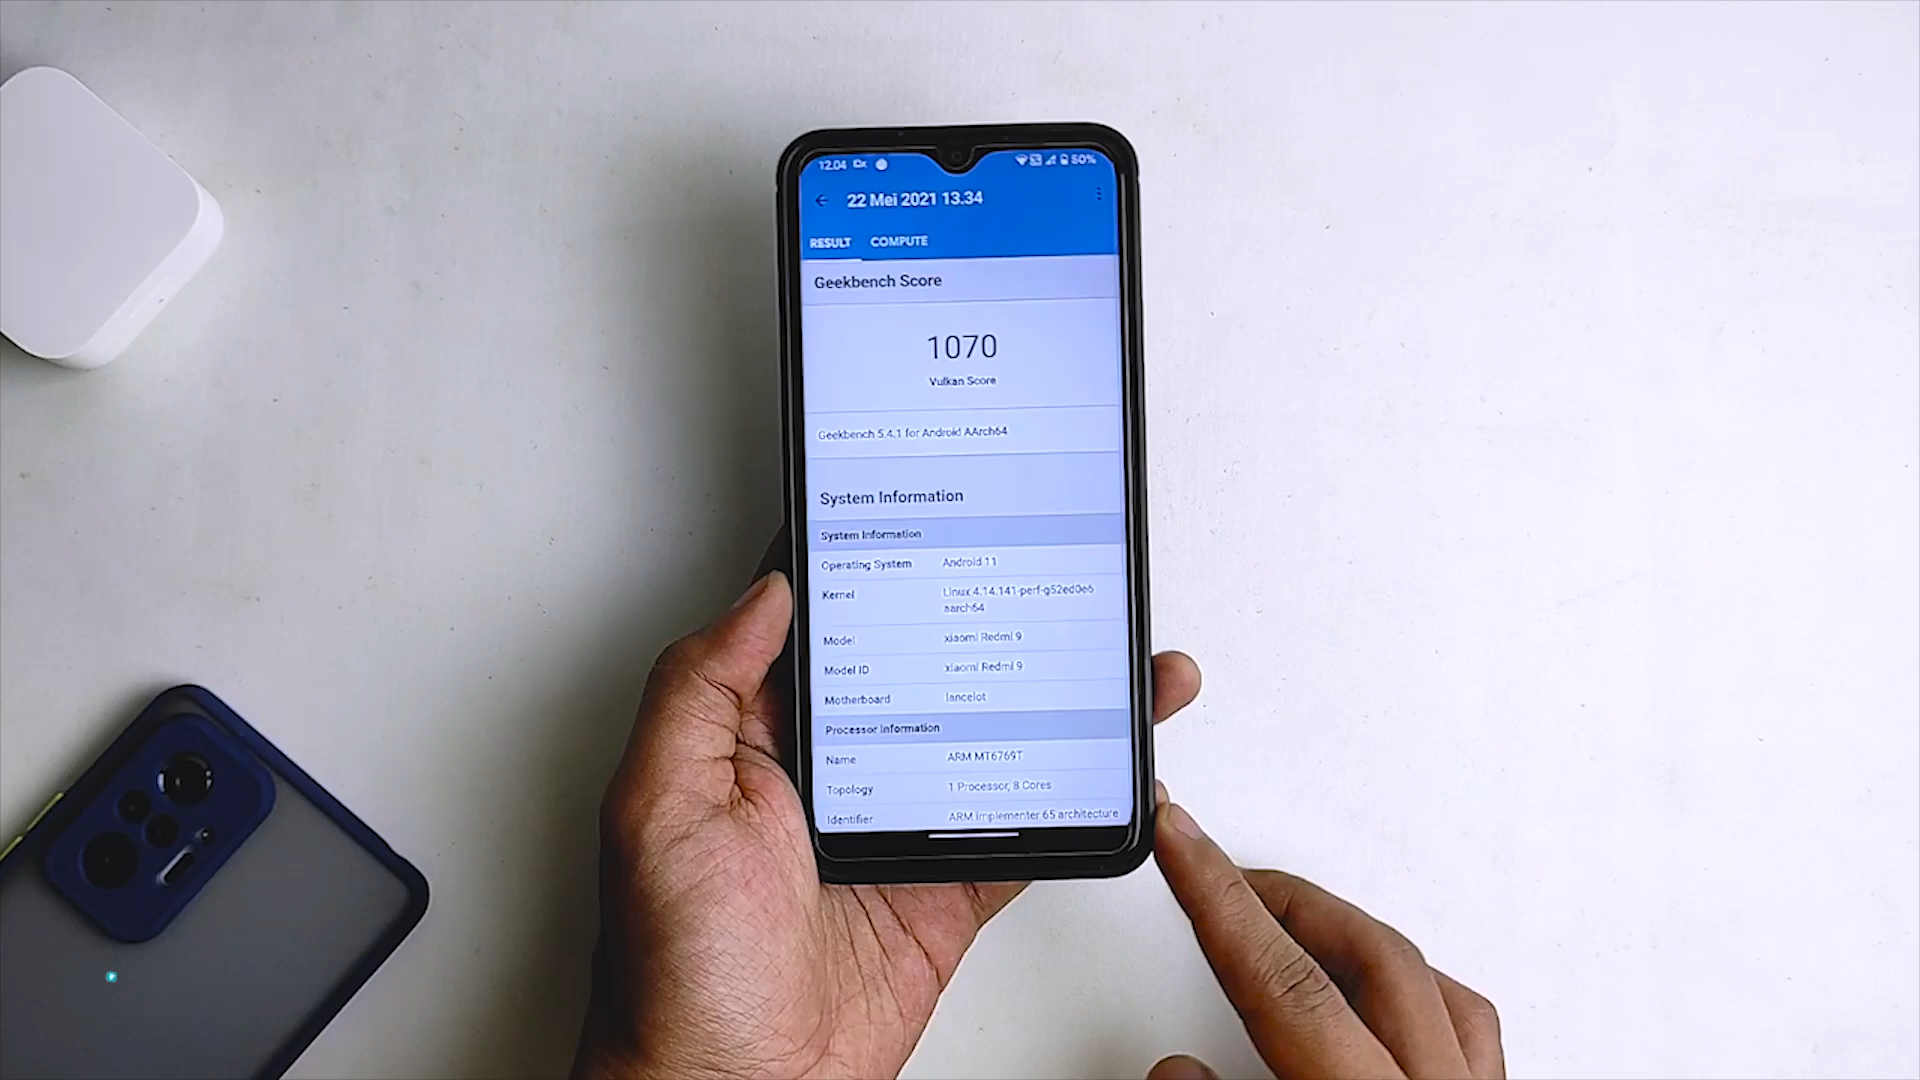 12.04 50%
22 Mei 2021 13.34
RESULT COMPUTE
Geekbench Score
1070
Vulkan Score
Geekbench 5.4.1 for Android AArch64
System Information
System Information
Operating System Android 11
Kernel Linux 4.14.141-perf-g52ed0e6
aarch64
Model xiaomi Redmi 9
Model ID xiaomi Redmi 9
Motherboard lancelot
Processor Information
Name ARM MT6769T
Topology 1 Processor, 8 Cores
Identifier ARM implementer 65 architecture